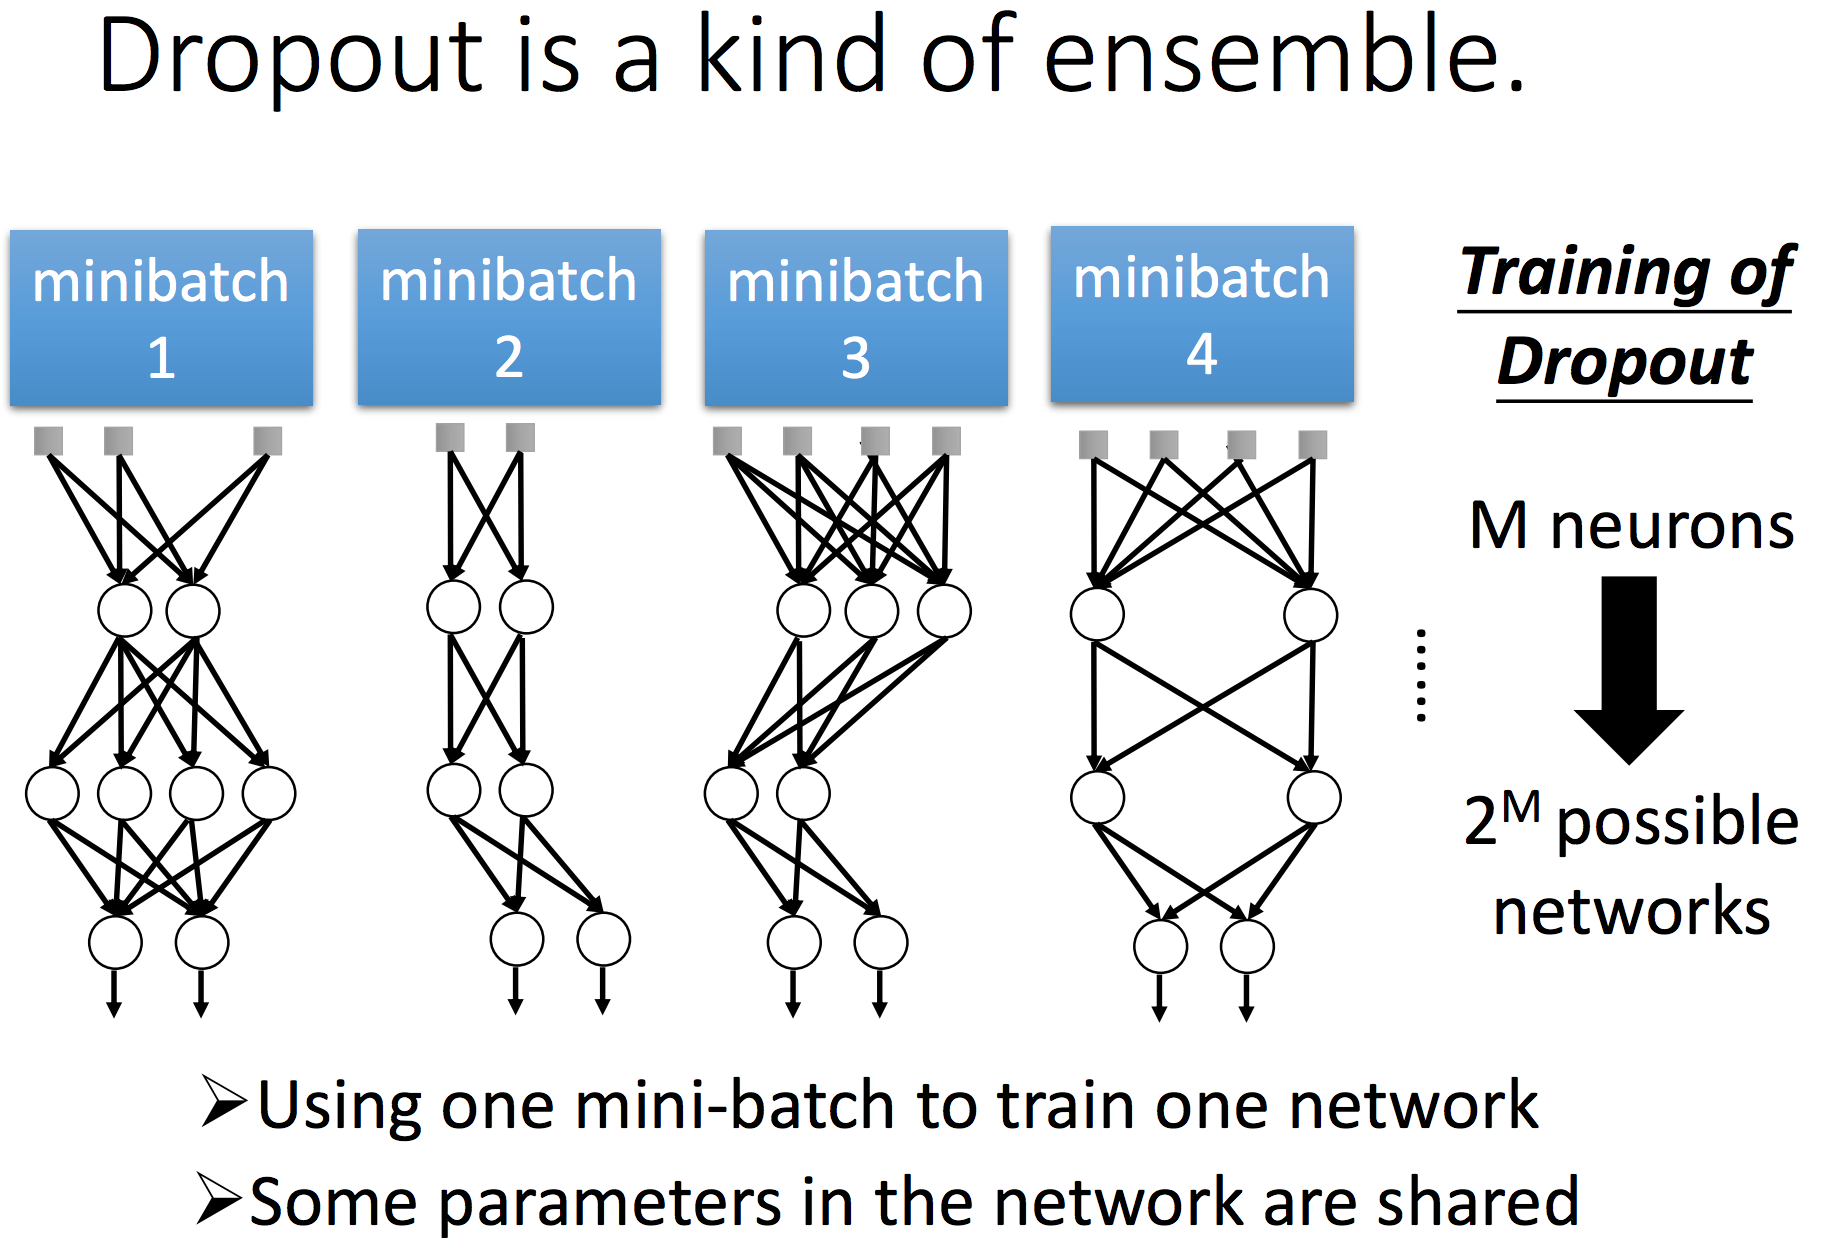 Dropout is a kind of ensemble.
minibatch
1
minibatch
2
minibatch
3
minibatch
4
Training of
Dropout
M neurons
2^M possible
networks
......
➢Using one mini-batch to train one network
➢Some parameters in the network are shared